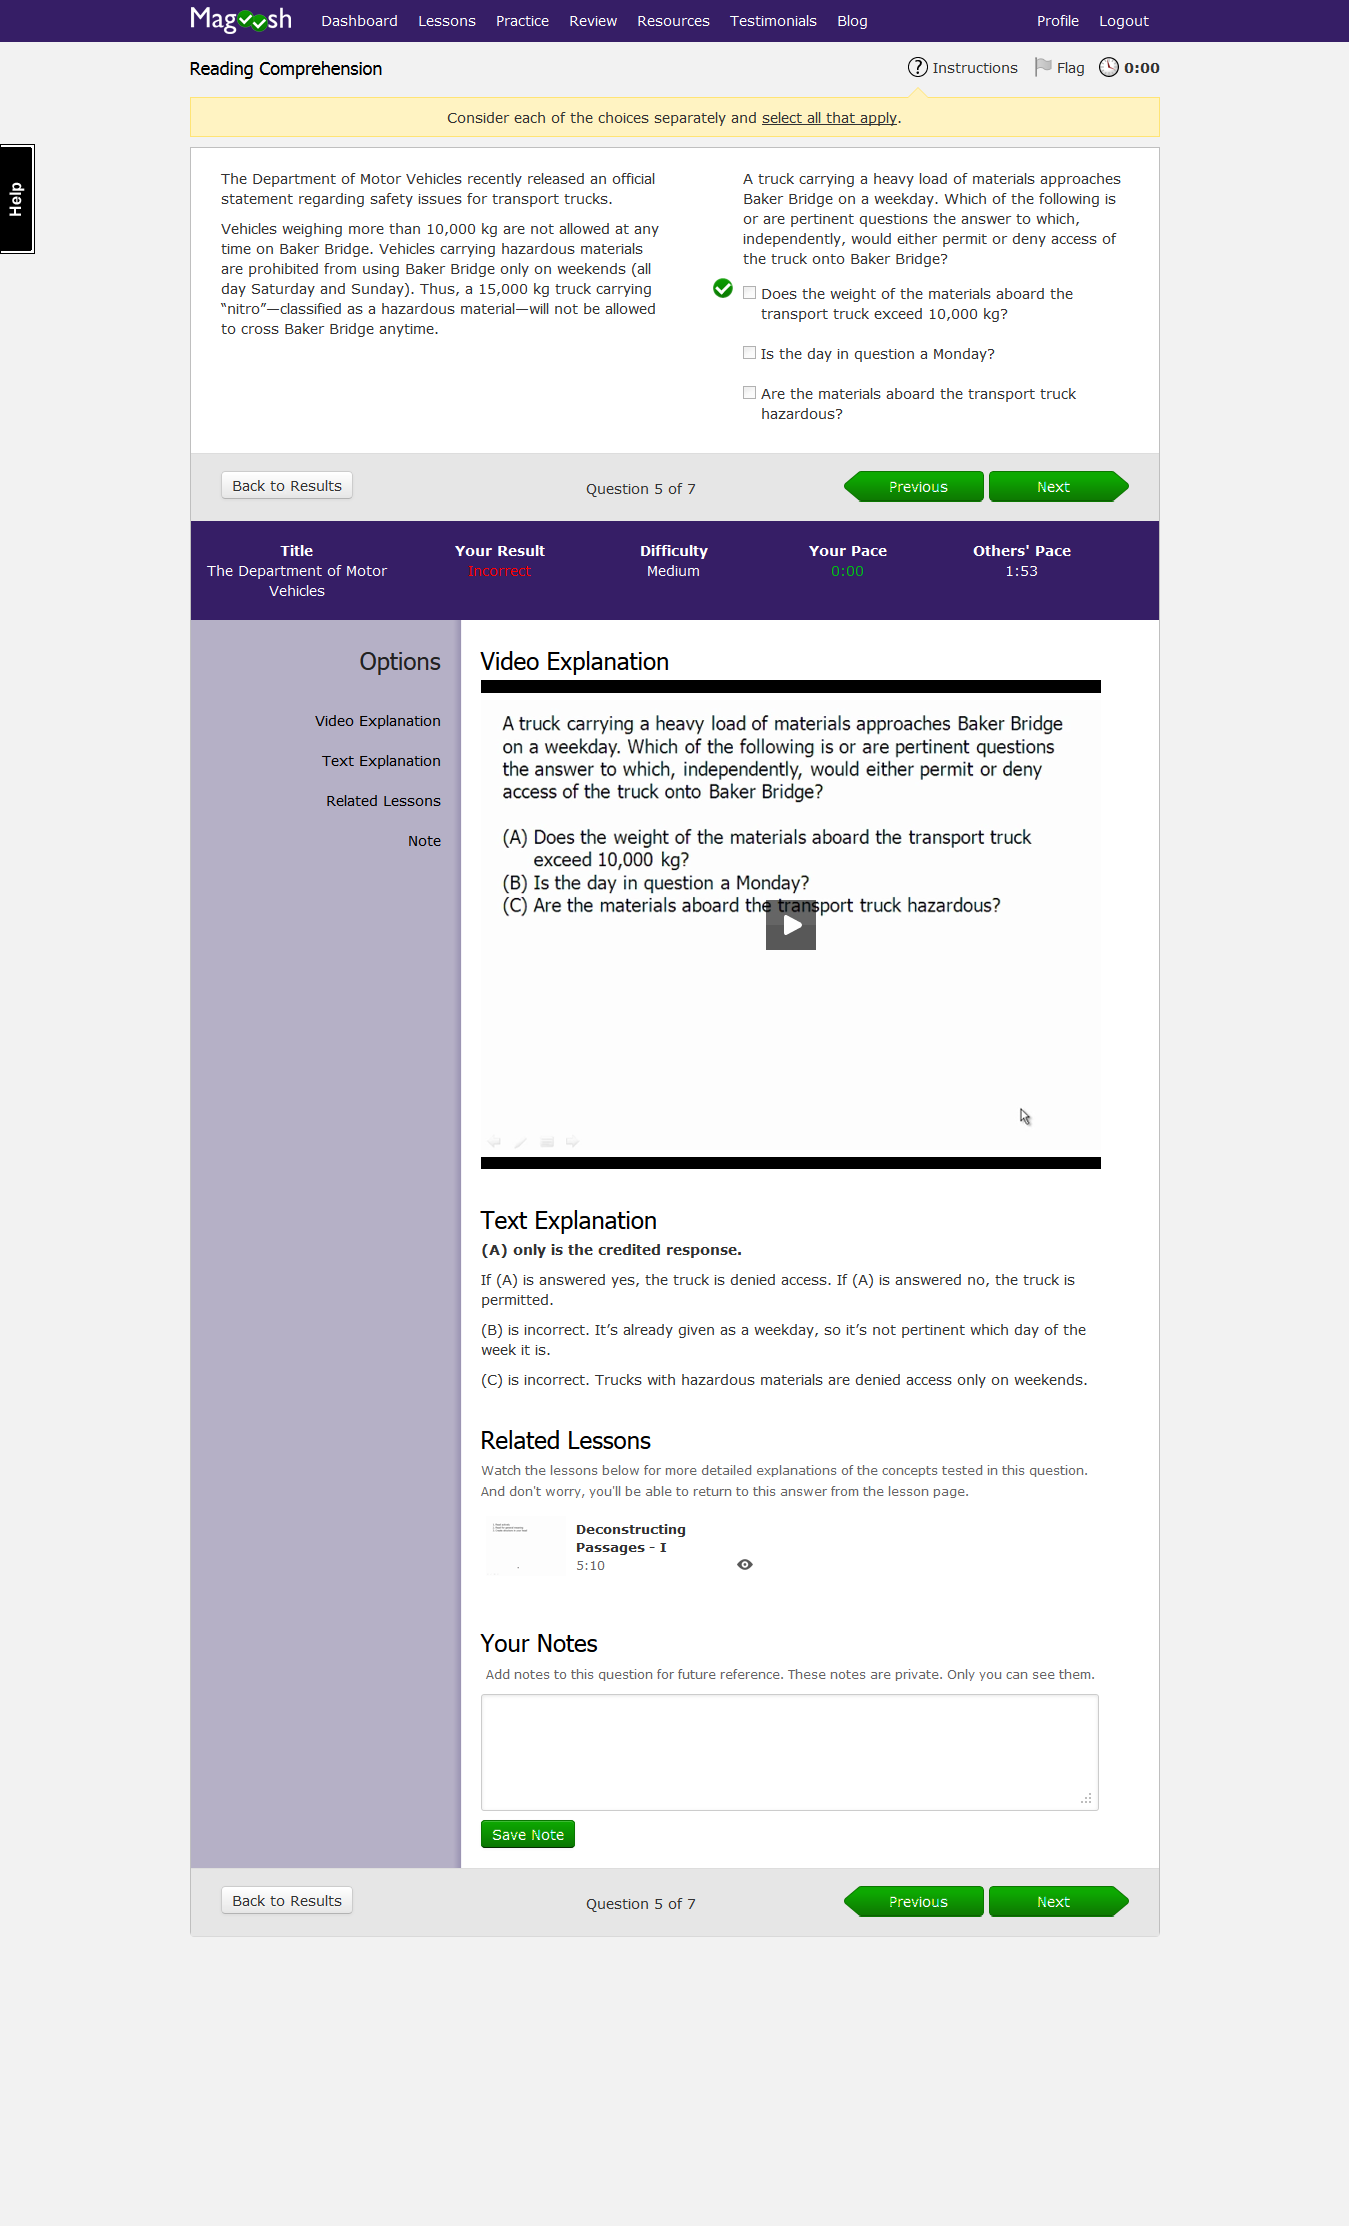 Magoosh Dashboard Lessons Practice Review Resources Testimonials Blog Profile Logout
Reading Comprehension
Instructions Flag 0:00
Consider each of the choices separately and select all that apply.
Help
The Department of Motor Vehicles recently released an official
statement regarding safety issues for transport trucks.
Vehicles weighing more than 10,000 kg are not allowed at any
time on Baker Bridge. Vehicles carrying hazardous materials
are prohibited from using Baker Bridge only on weekends (all
day Saturday and Sunday). Thus, a 15,000 kg truck carrying
“nitro”—classified as a hazardous material—will not be allowed
to cross Baker Bridge anytime.
A truck carrying a heavy load of materials approaches
Baker Bridge on a weekday. Which of the following is
or are pertinent questions the answer to which,
independently, would either permit or deny access of
the truck onto Baker Bridge?
Does the weight of the materials aboard the
transport truck exceed 10,000 kg?
Is the day in question a Monday?
Are the materials aboard the transport truck
hazardous?
Back to Results Question 5 of 7 Previous Next
Title Your Result Difficulty Your Pace Others' Pace
The Department of Motor Incorrect Medium 0:00 1:53
Vehicles
Options
Video Explanation
Text Explanation
Related Lessons
Note
Video Explanation
A truck carrying a heavy load of materials approaches Baker Bridge
on a weekday. Which of the following is or are pertinent questions
the answer to which, independently, would either permit or deny
access of the truck onto Baker Bridge?
(A) Does the weight of the materials aboard the transport truck
exceed 10,000 kg?
(B) Is the day in question a Monday?
(C) Are the materials aboard the transport truck hazardous?
Text Explanation
(A) only is the credited response.
If (A) is answered yes, the truck is denied access. If (A) is answered no, the truck is
permitted.
(B) is incorrect. It’s already given as a weekday, so it’s not pertinent which day of the
week it is.
(C) is incorrect. Trucks with hazardous materials are denied access only on weekends.
Related Lessons
Watch the lessons below for more detailed explanations of the concepts tested in this question.
And don't worry, you'll be able to return to this answer from the lesson page.
Deconstructing
Passages - I
5:10
Your Notes
Add notes to this question for future reference. These notes are private. Only you can see them.
Save Note
Back to Results Question 5 of 7 Previous Next